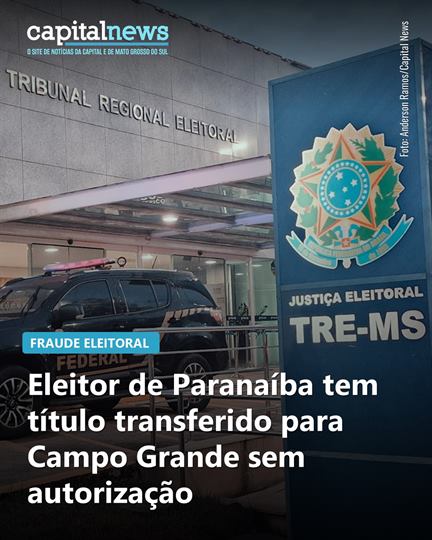 capitalnews
O SITE DE NOTÍCIAS DA CAPITAL E DE MATO GROSSO DO SUL
Foto: Anderson Ramos/Capital News
TRIBUNAL REGIONAL ELEITORAL
JUSTIÇA ELEITORAL
TRE-MS
FEDERAL
FRAUDE ELEITORAL
Eleitor de Paranaíba tem
título transferido para
Campo Grande sem
autorização